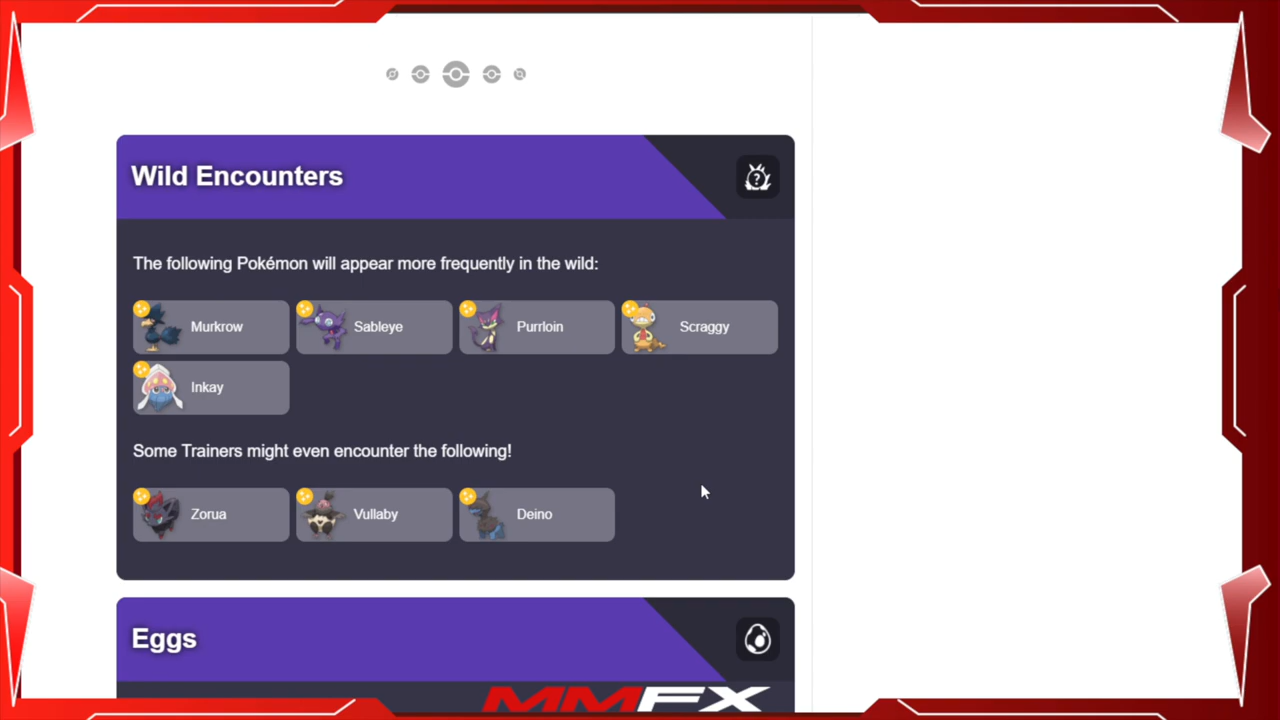 Wild Encounters
?
The following Pokémon will appear more frequently in the wild:
Murkrow Sableye Purrloin Scraggy
Inkay
Some Trainers might even encounter the following!
Zorua Vullaby Deino
Eggs
MMFX